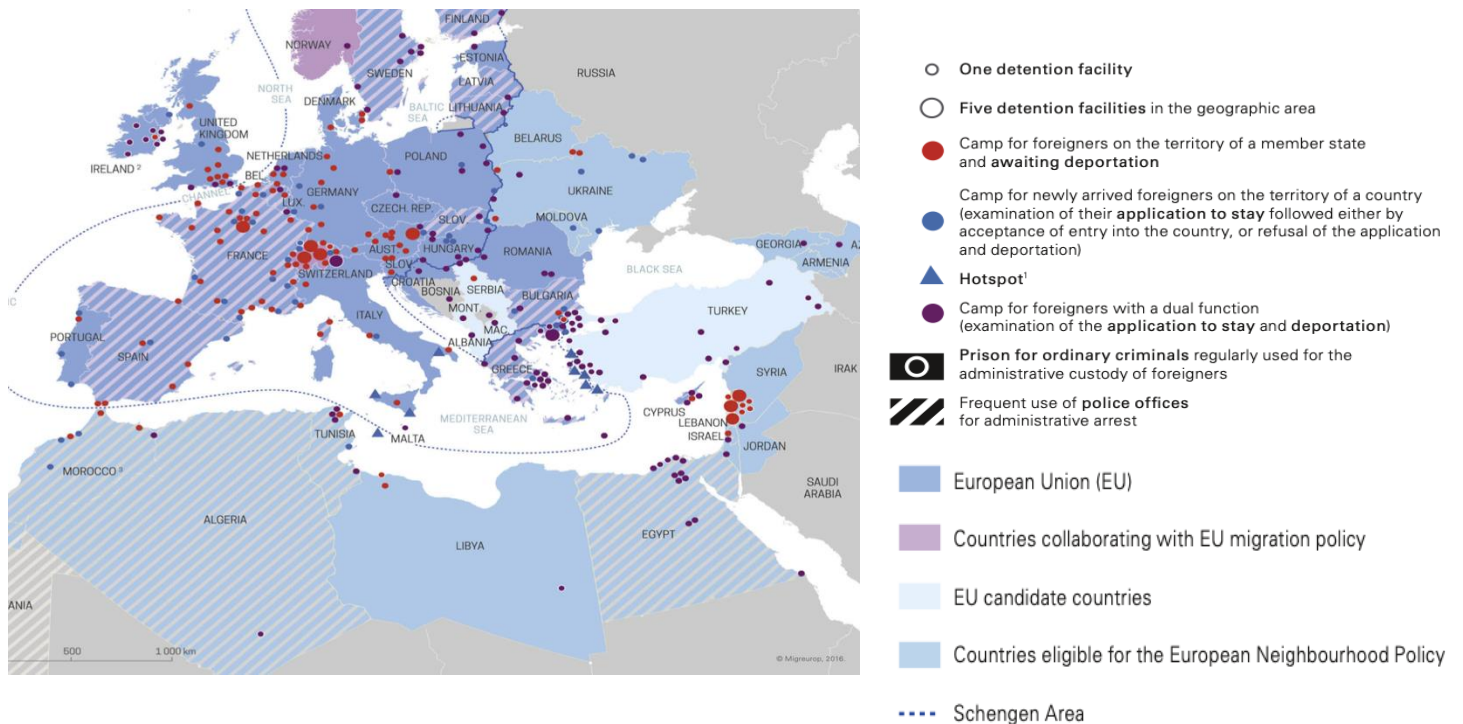 FINLAND
NORWAY
ESTONIA
SWEDEN
RUSSIA
LATVIA
NORTH
SEA
DENMARK
BALTIC
SEA
LITHUANIA
UNITED
KINGDOM
BELARUS
NETHERLANDS
POLAND
IRELAND ²
BEL.
GERMANY
UKRAINE
CHANNEL
LUX.
CZECH. REP.
SLOV.
MOLDOVA
FRANCE
AUST.
HUNGARY
ROMANIA
GEORGIA
AZ
SWITZERLAND
SLOV.
ARMENIA
BLACK SEA
CROATIA
BOSNIA
SERBIA
BULGARIA
MONT.
ITALY
TURKEY
MAC.
PORTUGAL
ALBANIA
SPAIN
GREECE
SYRIA
IRAK
CYPRUS
MEDITERRANEAN
SEA
LEBANON
TUNISIA
MALTA
ISRAEL
JORDAN
MOROCCO ³
SAUDI
ARABIA
ALGERIA
EGYPT
LIBYA
ANIA
500
1 000 km
© Migreurop, 2016.
One detention facility
Five detention facilities in the geographic area
Camp for foreigners on the territory of a member state
and awaiting deportation
Camp for newly arrived foreigners on the territory of a country
(examination of their application to stay followed either by
acceptance of entry into the country, or refusal of the application
and deportation)
Hotspot¹
Camp for foreigners with a dual function
(examination of the application to stay and deportation)
Prison for ordinary criminals regularly used for the
administrative custody of foreigners
Frequent use of police offices
for administrative arrest
European Union (EU)
Countries collaborating with EU migration policy
EU candidate countries
Countries eligible for the European Neighbourhood Policy
Schengen Area